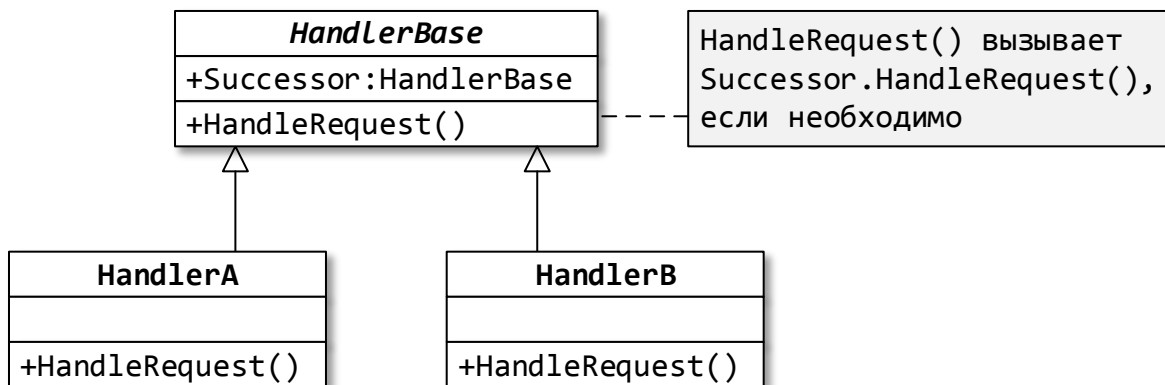 HandlerBase
+Successor:HandlerBase
+HandleRequest()
HandleRequest() вызывает
Successor.HandleRequest(),
если необходимо
HandlerA
+HandleRequest()
HandlerB
+HandleRequest()